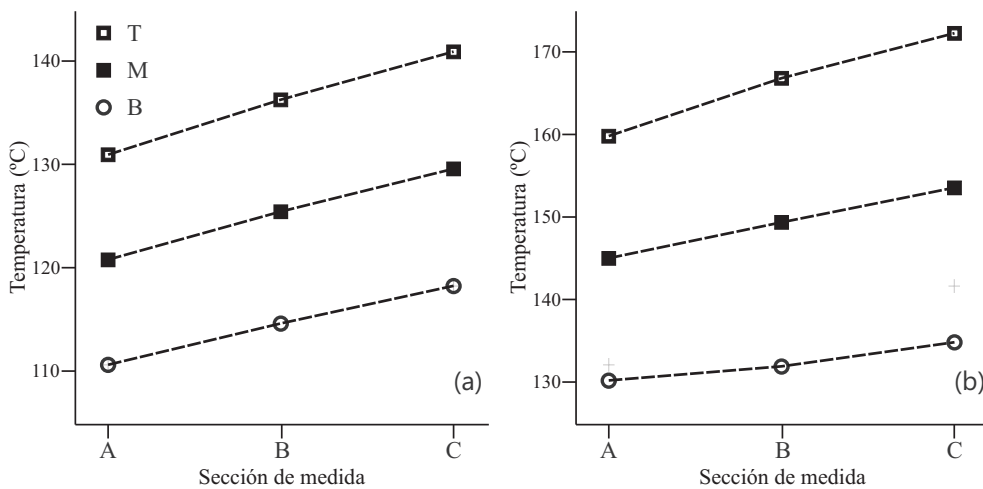 T
M
B
Temperatura (ºC)
140
130
120
110
(a)
A B C
Sección de medida
Temperatura (ºC)
170
160
150
140
130
(b)
A B C
Sección de medida